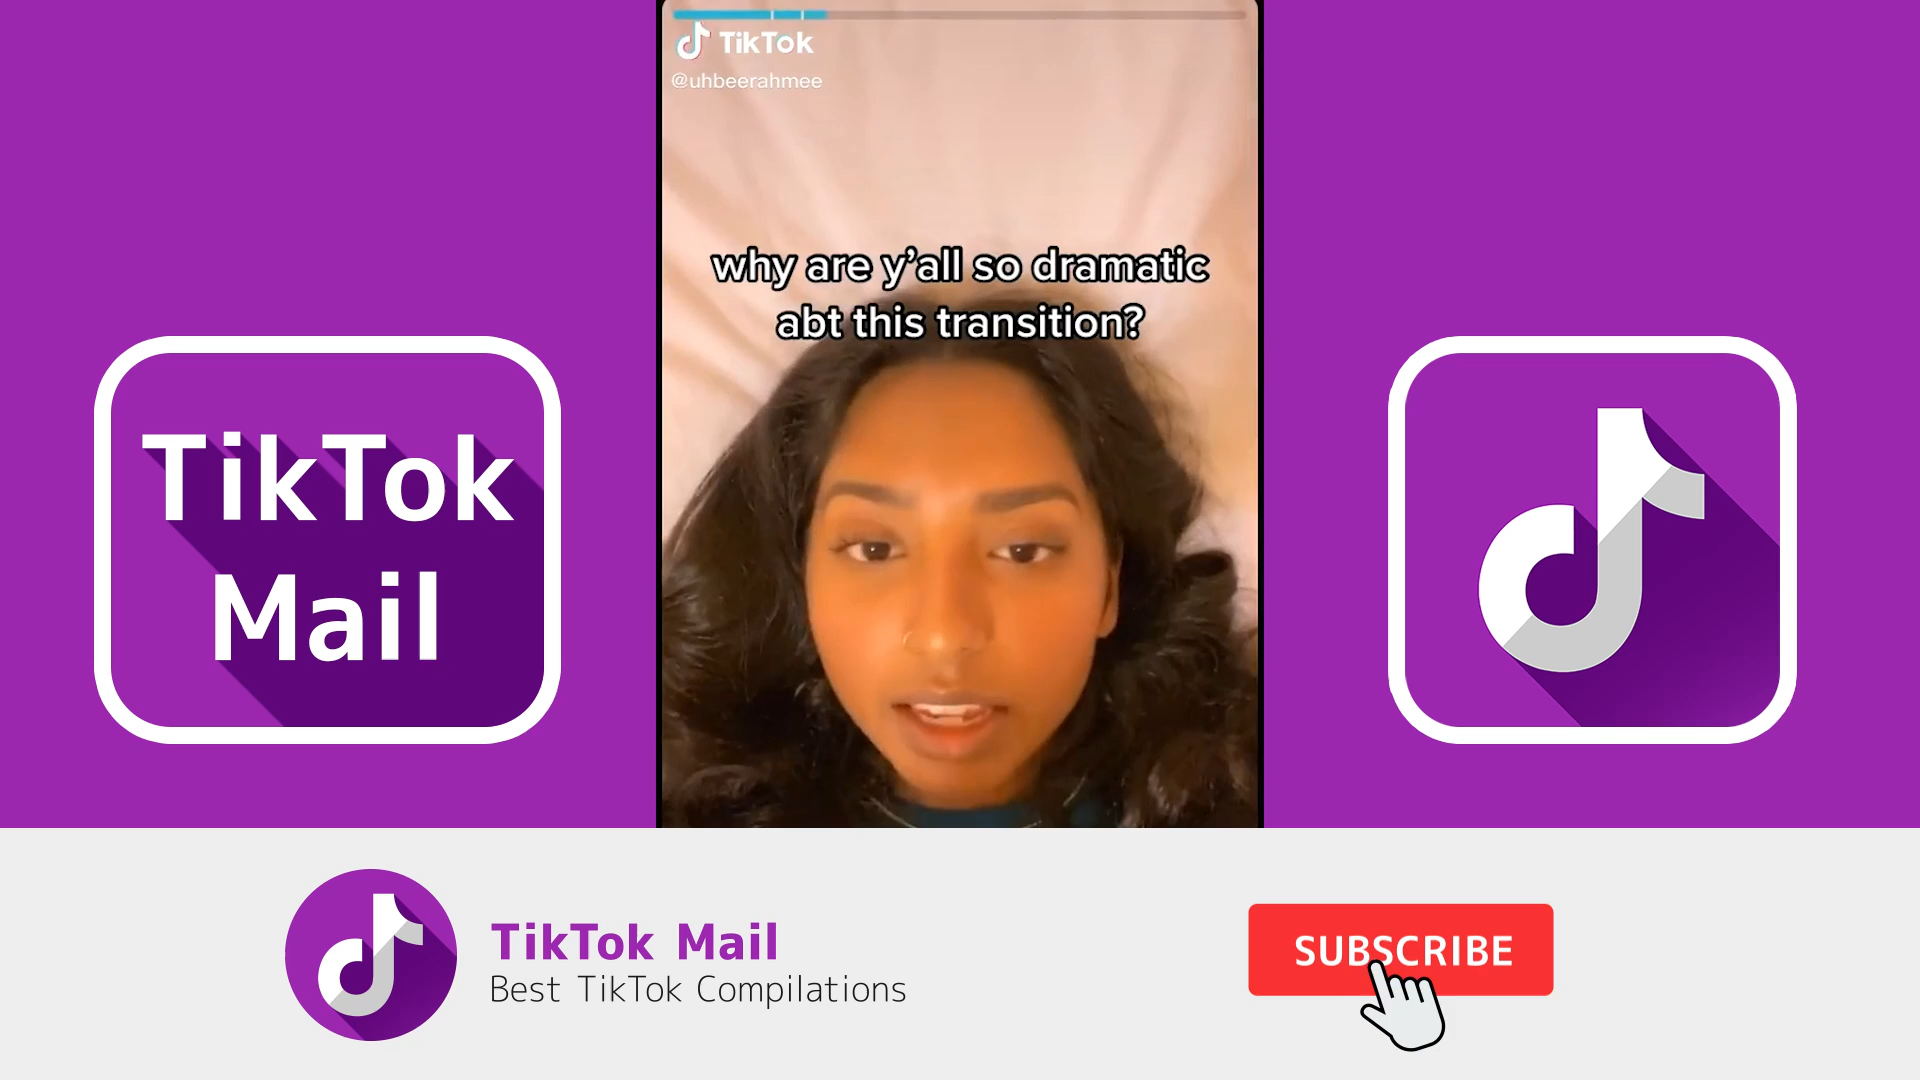 TikTok
@uhbeerahmee
why are y'all so dramatic
abt this transition?
TikTok
Mail
TikTok Mail
Best TikTok Compilations
SUBSCRIBE